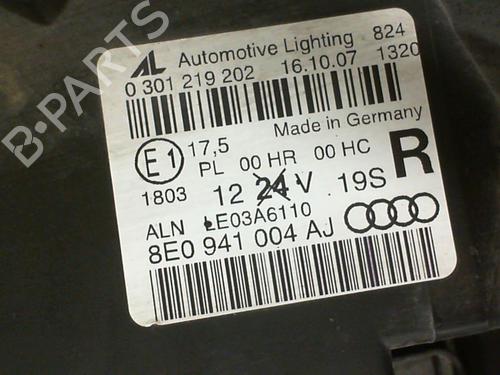 AL Automotive Lighting 824
0 301 219 202 16.10.07 1320
Made in Germany
E1 17,5
PL 00 HR 00 HC R
1803 12 24 V 19S
ALN LE03A6110
8E0 941 004 AJ
B-PARTS